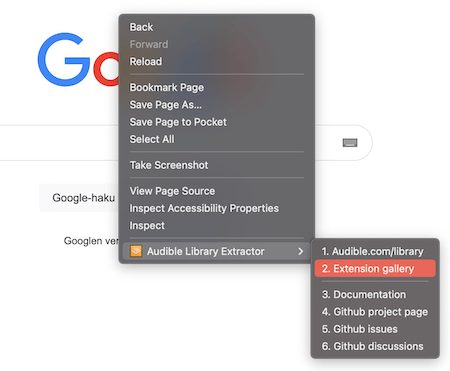 Back
Forward
Reload
Bookmark Page
Save Page As...
Save Page to Pocket
Select All
Take Screenshot
View Page Source
Google-haku
Inspect Accessibility Properties
Inspect
Googlen
Audible Library Extractor
1. Audible.com/library
2. Extension gallery
3. Documentation
4. Github project page
5. Github issues
6. Github discussions